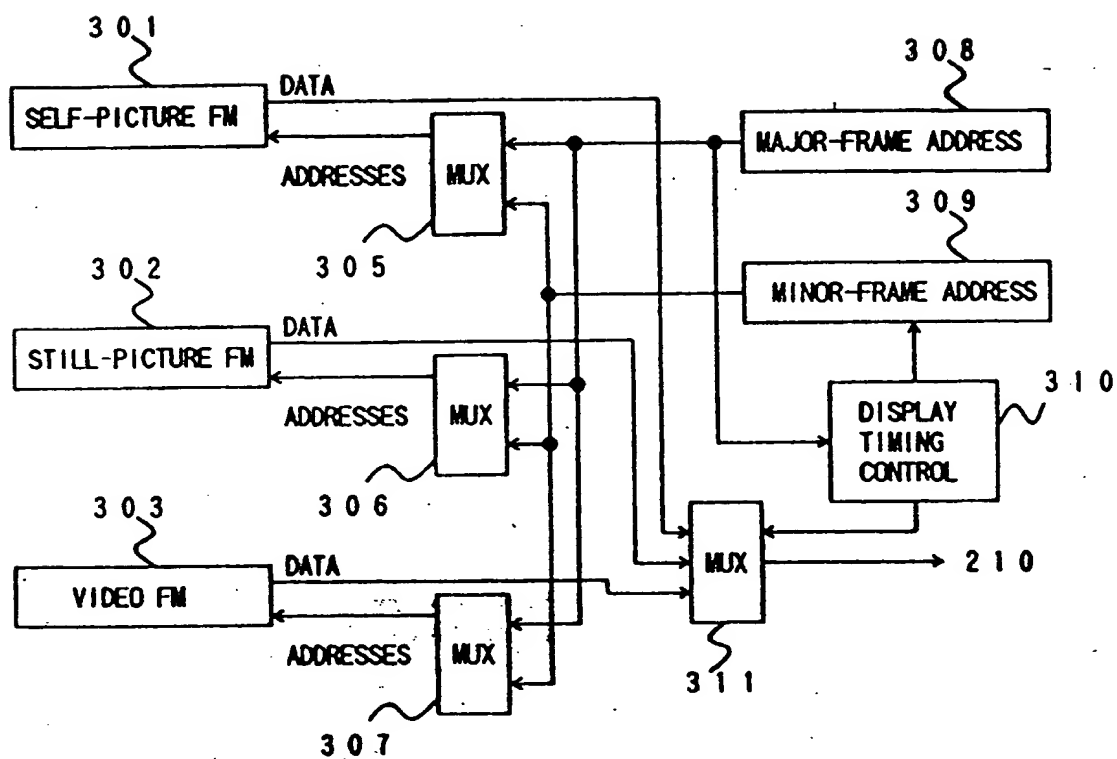 301
SELF-PICTURE FM
DATA
ADDRESSES
MUX
305
308
MAJOR-FRAME ADDRESS
309
MINOR-FRAME ADDRESS
302
STILL-PICTURE FM
DATA
ADDRESSES
MUX
306
310
DISPLAY
TIMING
CONTROL
303
VIDEO FM
DATA
ADDRESSES
MUX
307
MUX
311
210